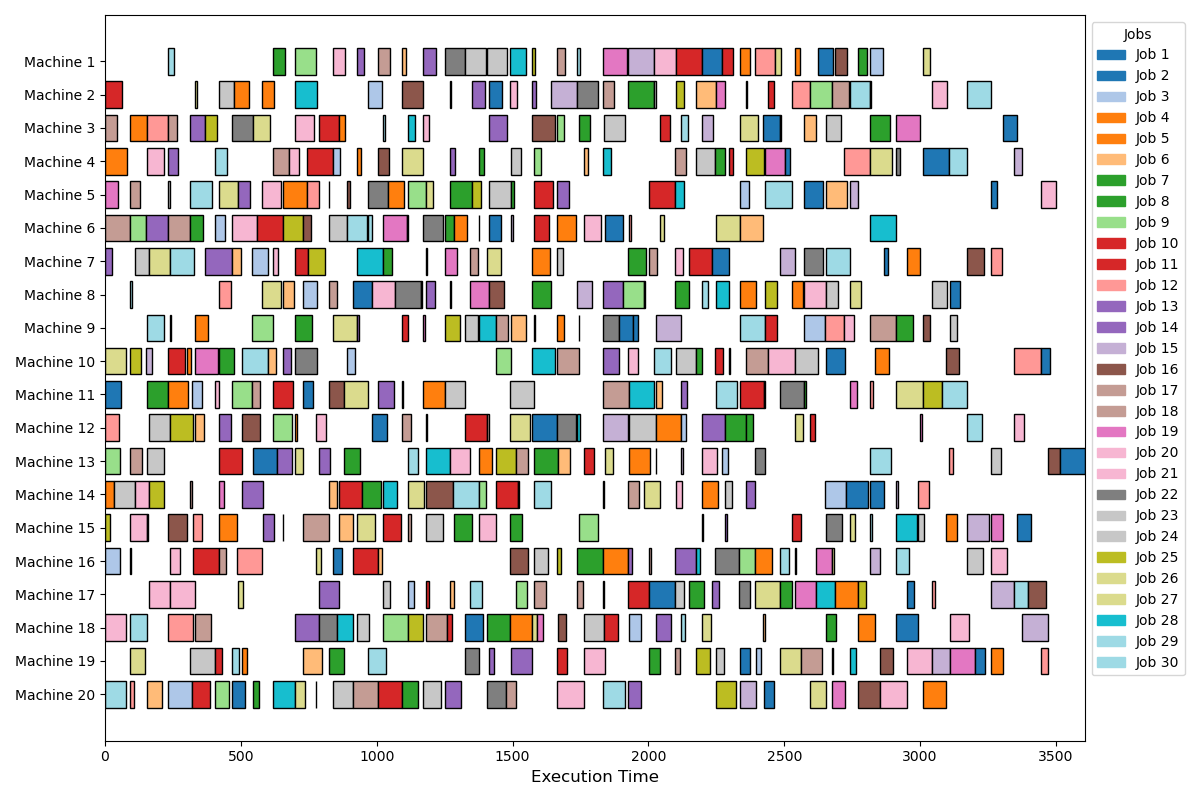 Machine 1
Machine 2
Machine 3
Machine 4
Machine 5
Machine 6
Machine 7
Machine 8
Machine 9
Machine 10
Machine 11
Machine 12
Machine 13
Machine 14
Machine 15
Machine 16
Machine 17
Machine 18
Machine 19
Machine 20
0 500 1000 1500 2000 2500 3000 3500
Execution Time
Jobs
Job 1
Job 2
Job 3
Job 4
Job 5
Job 6
Job 7
Job 8
Job 9
Job 10
Job 11
Job 12
Job 13
Job 14
Job 15
Job 16
Job 17
Job 18
Job 19
Job 20
Job 21
Job 22
Job 23
Job 24
Job 25
Job 26
Job 27
Job 28
Job 29
Job 30